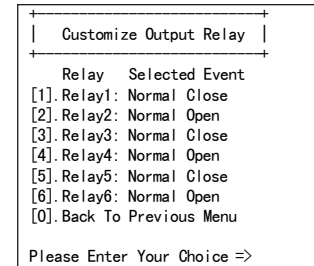 +--------------------------+
|   Customize Output Relay  |
+--------------------------+
Relay   Selected Event
[1].Relay1: Normal Close
[2].Relay2: Normal Open
[3].Relay3: Normal Close
[4].Relay4: Normal Open
[5].Relay5: Normal Close
[6].Relay6: Normal Open
[0].Back To Previous Menu
Please Enter Your Choice =>